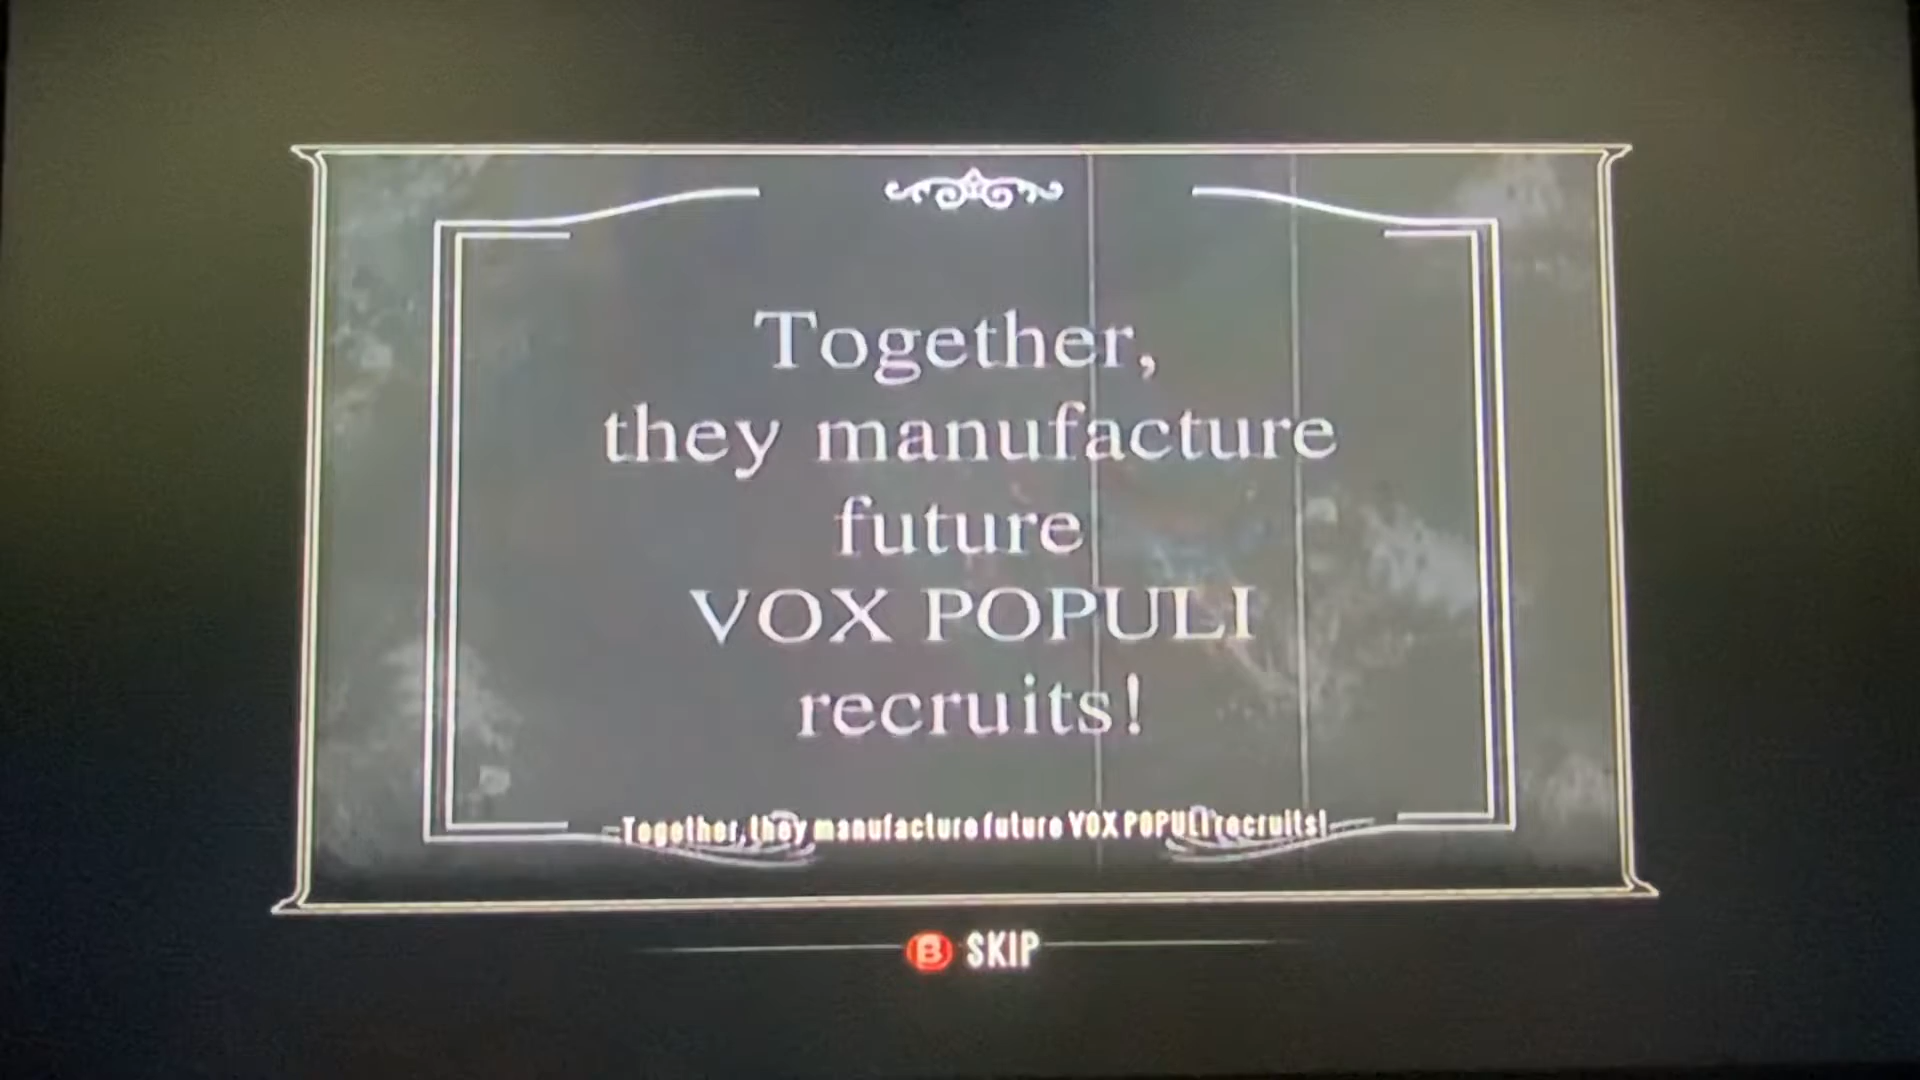 Together,
they manufacture
future
VOX POPULI
recruits!
Together, they manufacture future VOX POPULI recruits!
B SKIP